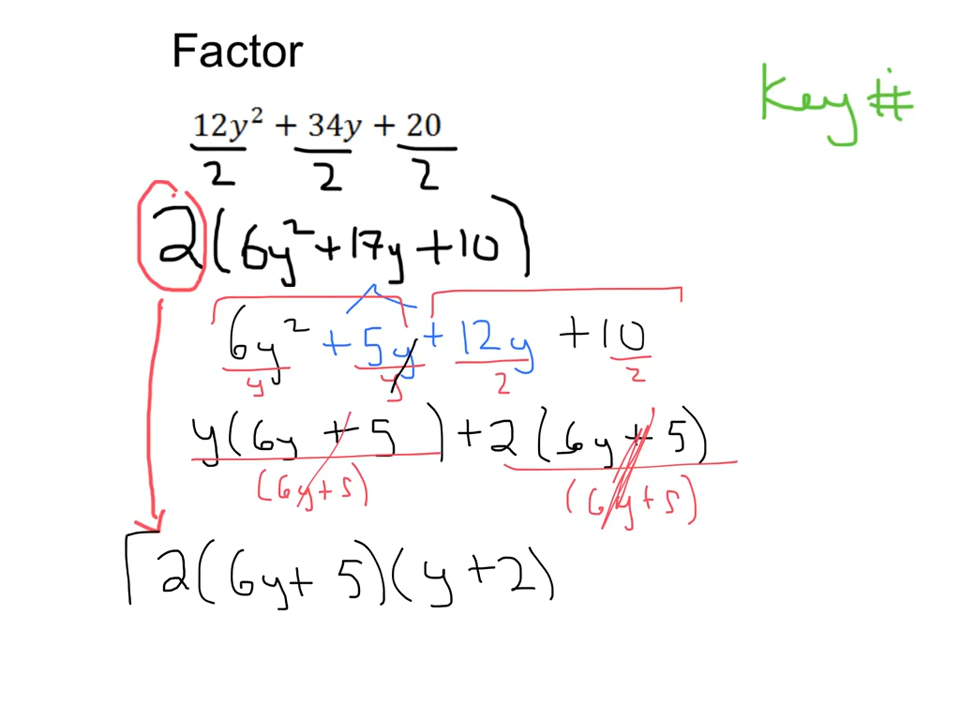 Factor
Key #
12y² + 34y + 20
2 2 2
2(6y²+17y+10)
6y² +5y +12y +10
y y 2 2
y(6y + 5) +2(6y+5)
(6y+5) (6y+5)
2(6y+ 5)(y+2)